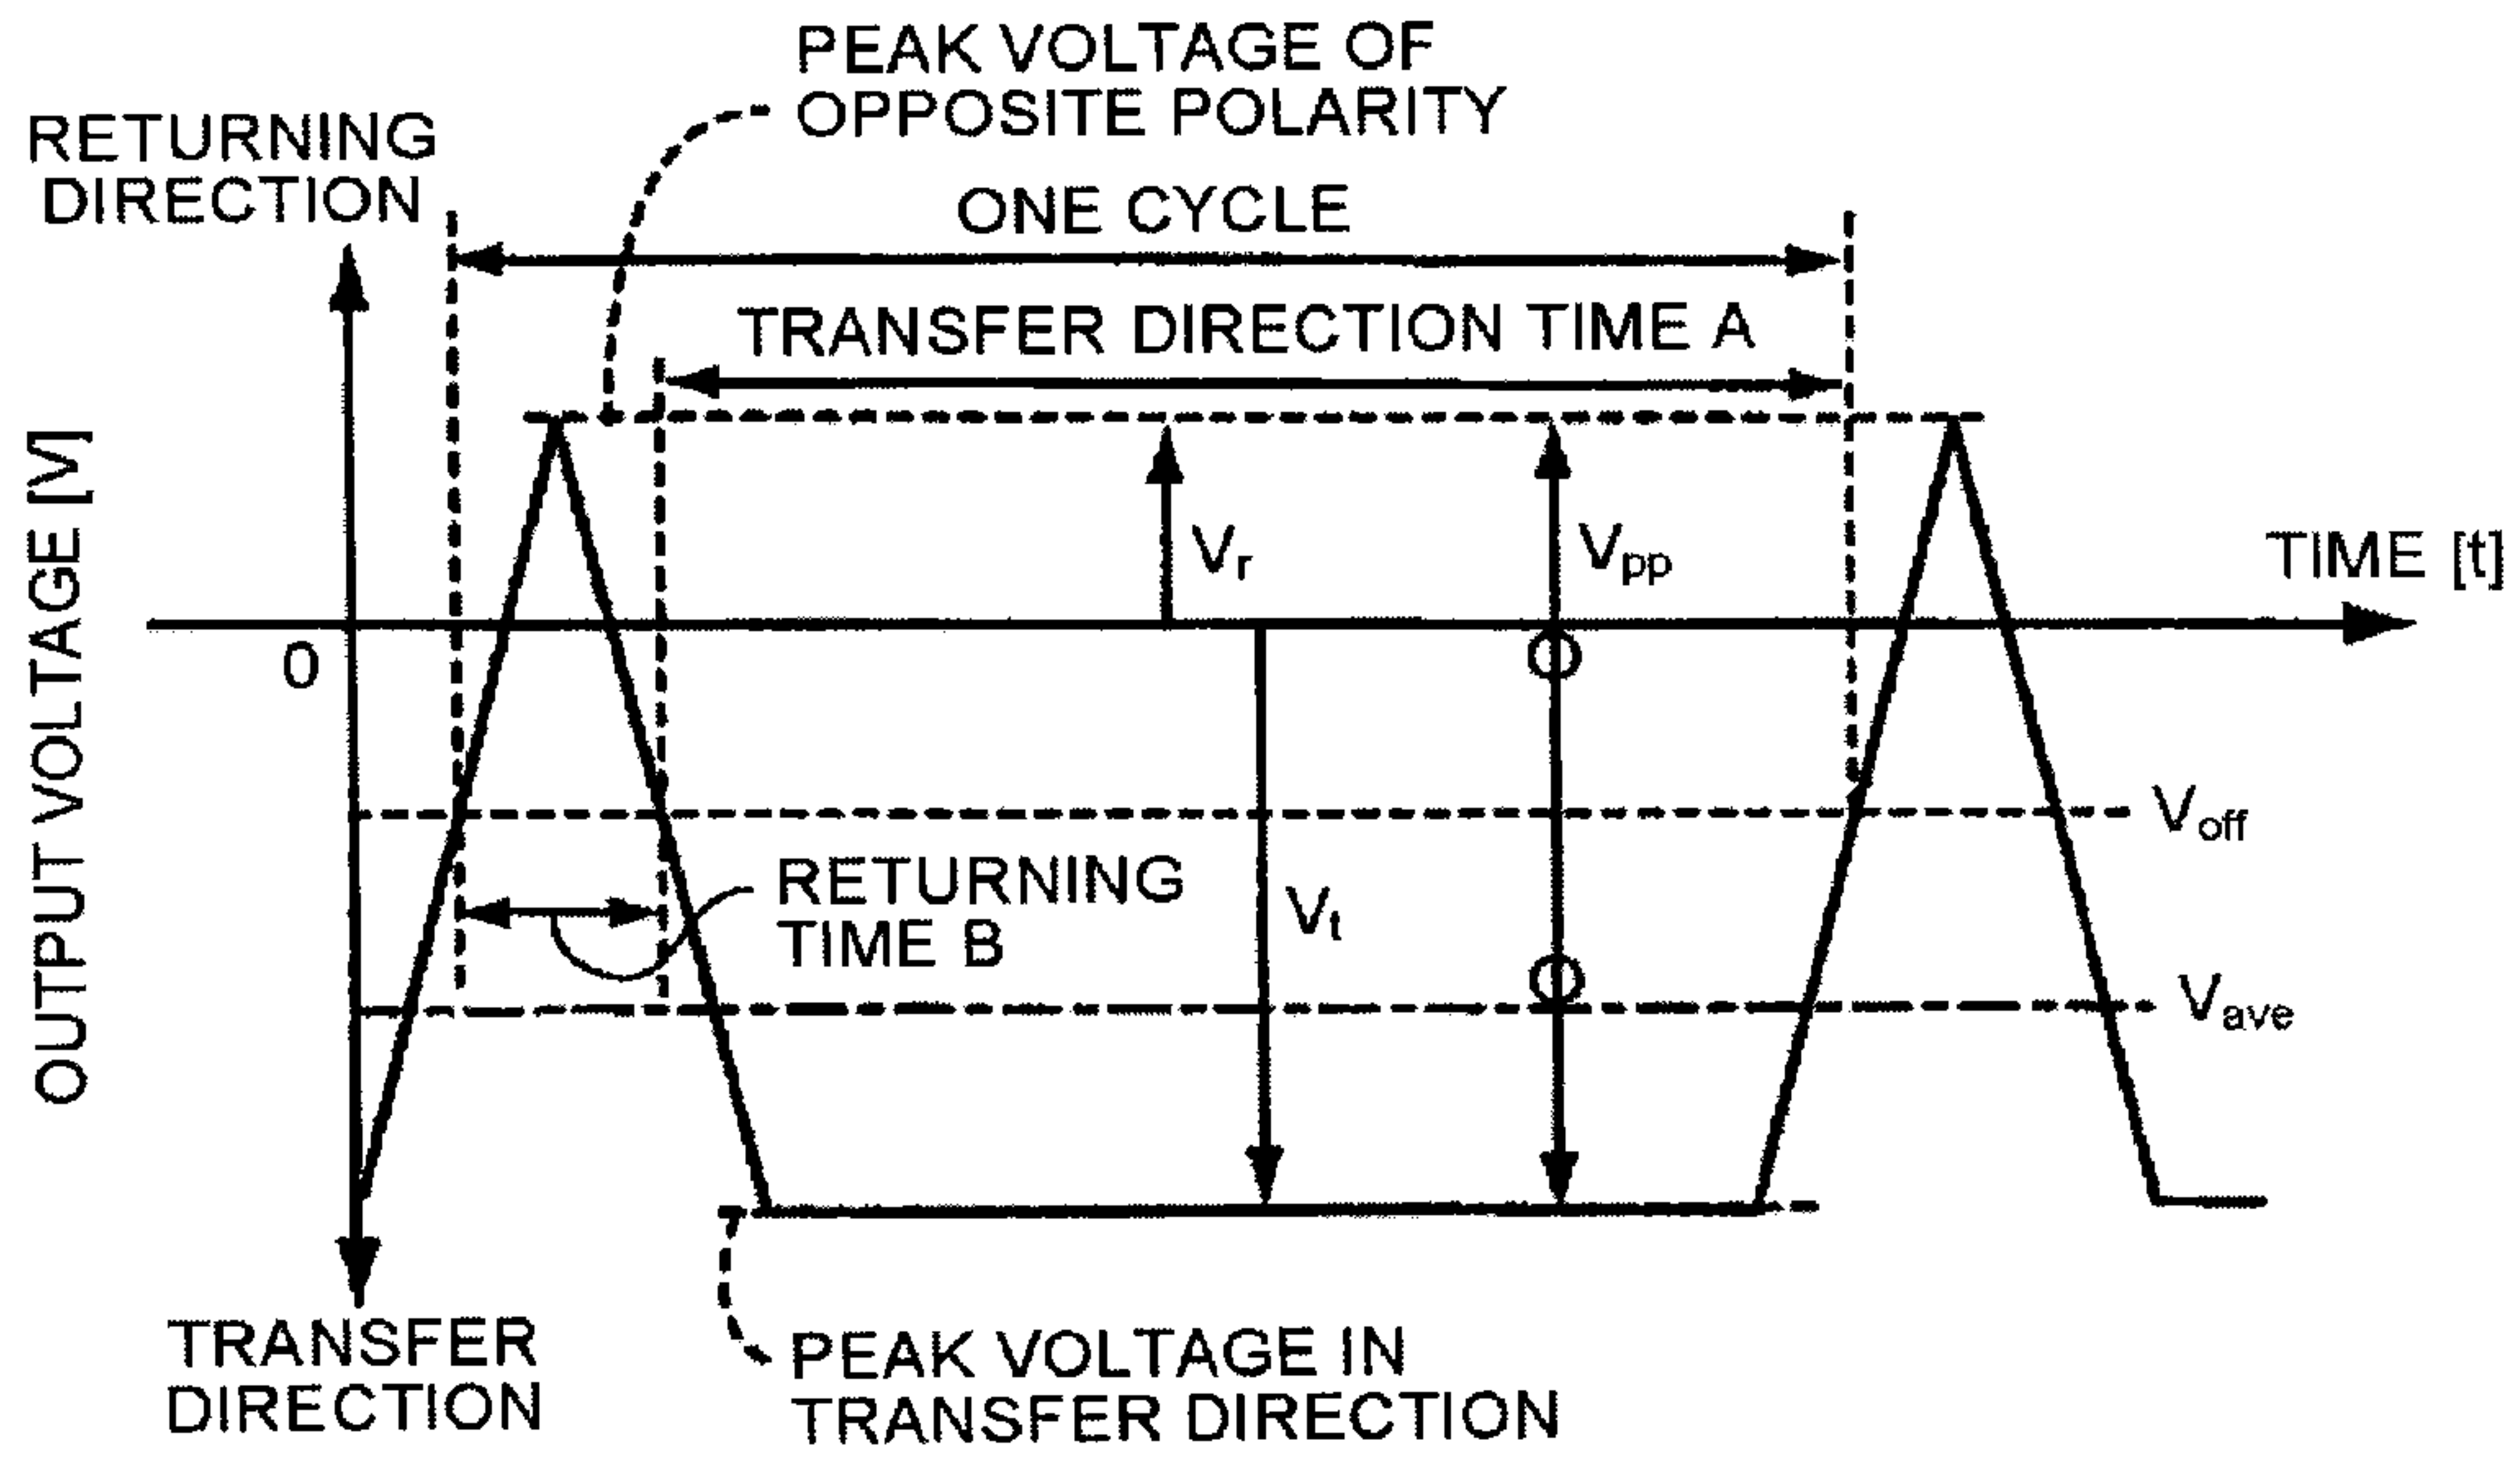 PEAK VOLTAGE OF
OPPOSITE POLARITY
RETURNING
DIRECTION
ONE CYCLE
TRANSFER DIRECTION TIME A
OUTPUT VOLTAGE [V]
Vr
Vpp
TIME [t]
0
Voff
RETURNING
TIME B
Vt
Vave
TRANSFER
DIRECTION
PEAK VOLTAGE IN
TRANSFER DIRECTION